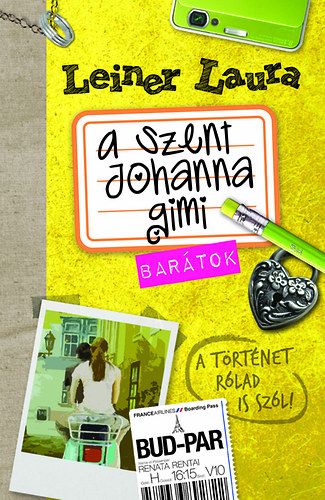 Leiner Laura
a Szent
Johanna
gimi
BARÁTOK
A TÖRTÉNET
RÓLAD
IS SZÓL!
FRANCEAIRLINES // Boarding Pass
BUD-PAR
RENATA RENTAI
H 16:15 V10